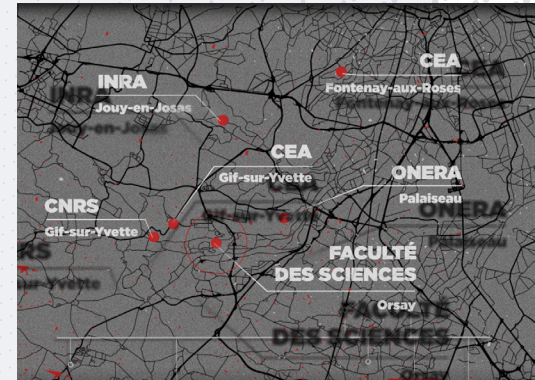 CEA
Fontenay-aux-Roses
INRA
Jouy-en-Josas
CEA
Gif-sur-Yvette
ONERA
Palaiseau
CNRS
Gif-sur-Yvette
FACULTÉ
DES SCIENCES
Orsay